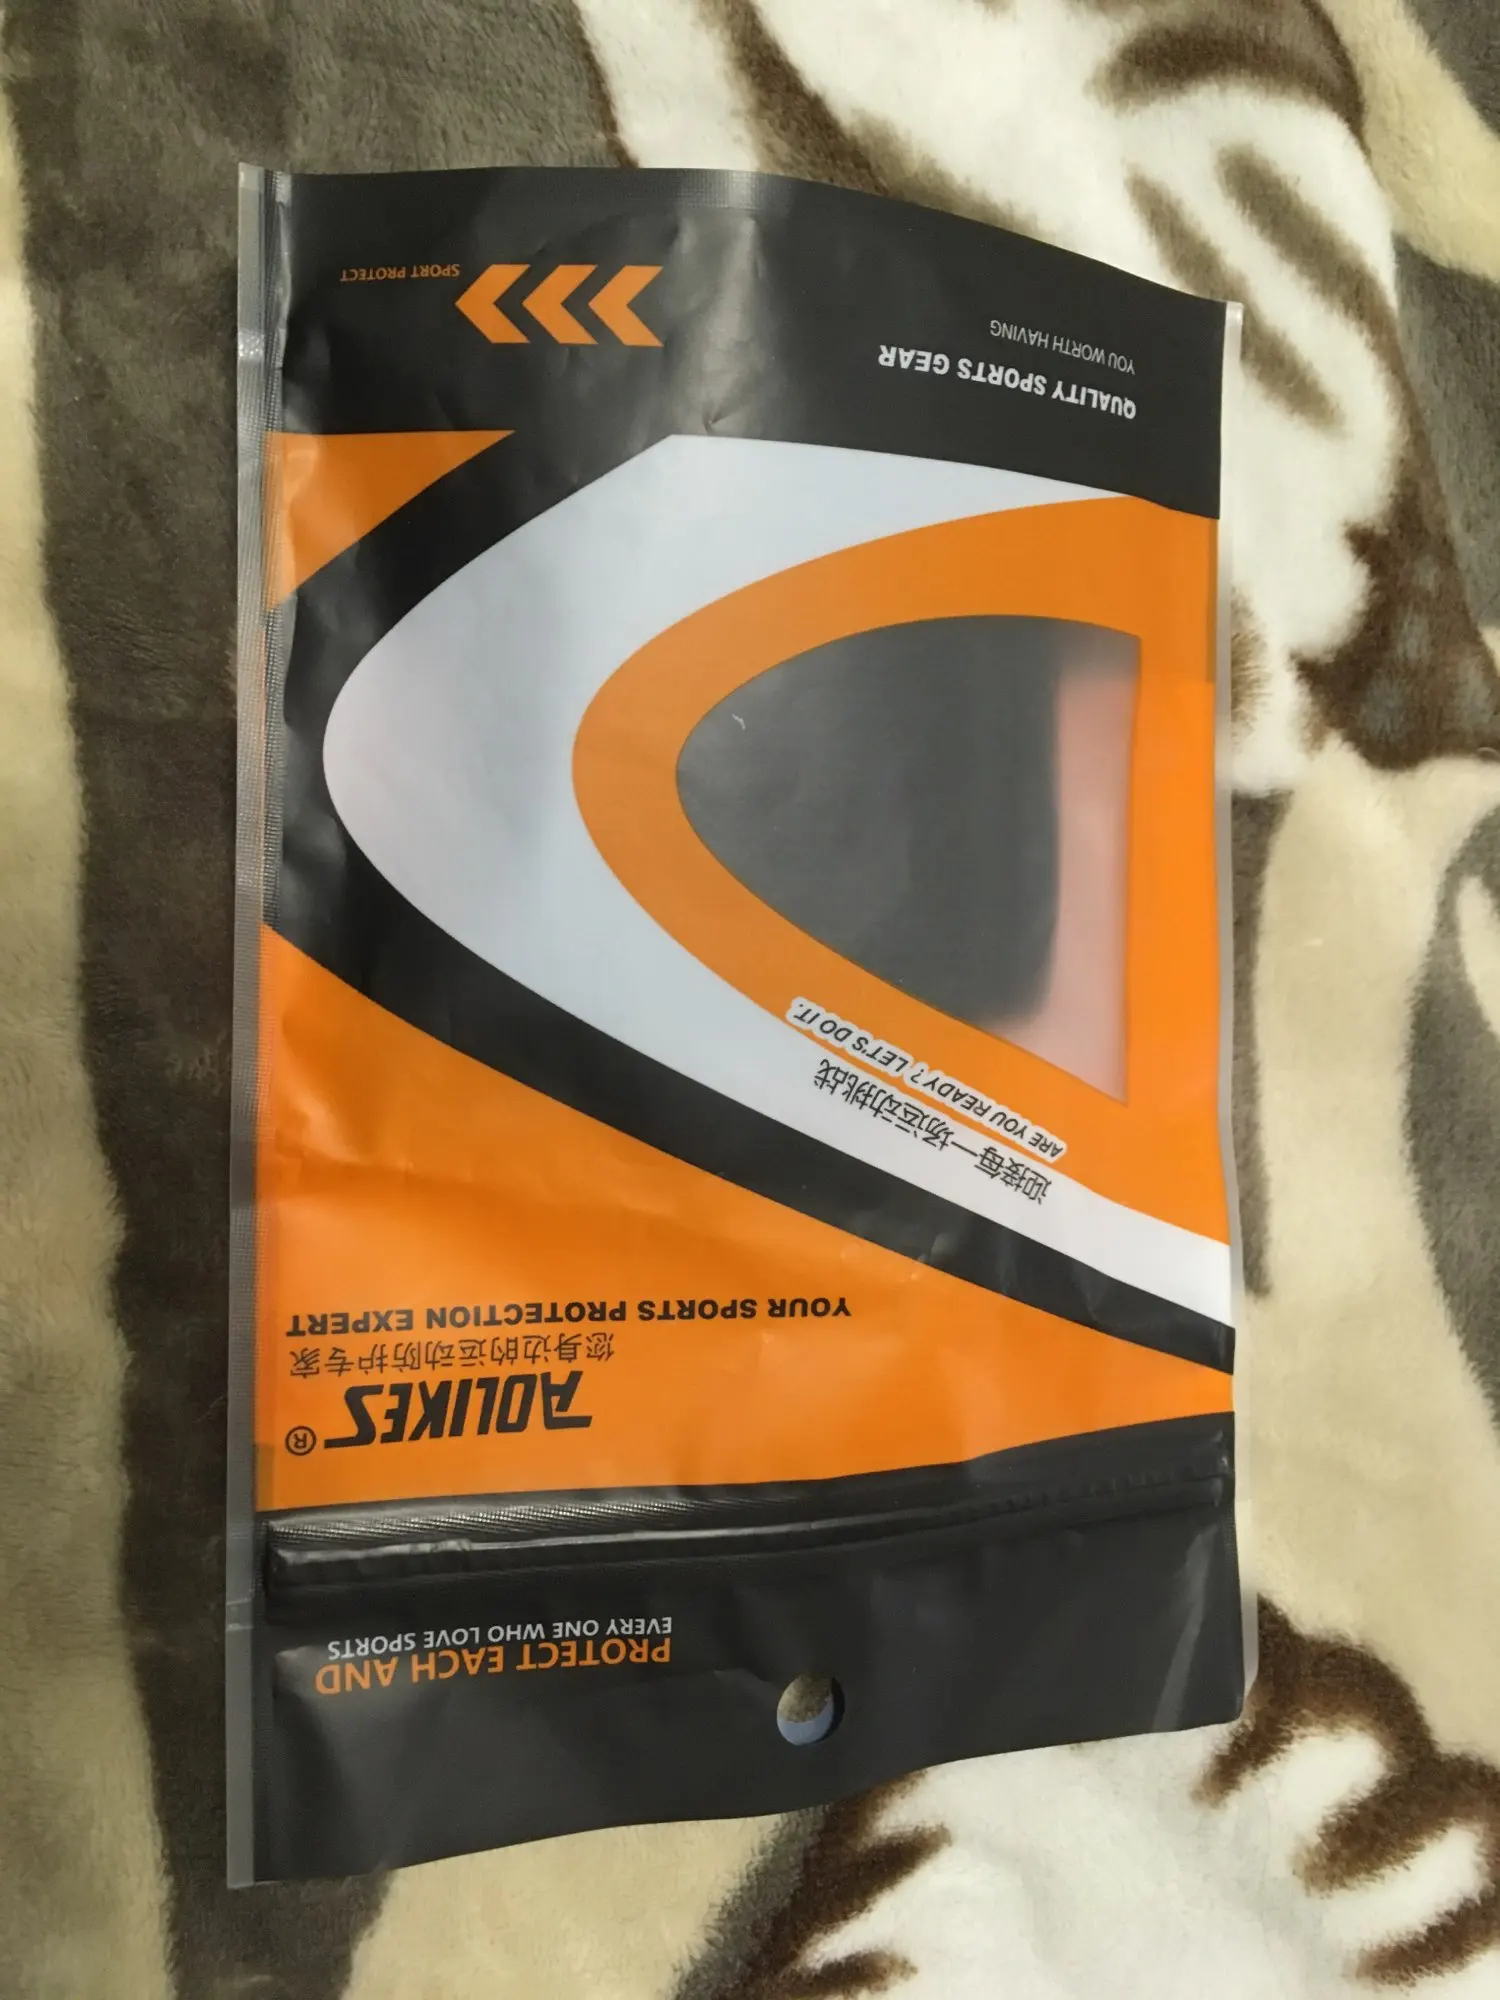 PROTECT EACH AND
EVERY ONE WHO LOVE SPORTS
AOLIKES®
您身边的运动防护专家
YOUR SPORTS PROTECTION EXPERT
迎接每一场运动挑战
ARE YOU READY? LET'S DO IT.
QUALITY SPORTS GEAR
YOU WORTH HAVING
SPORT PROTECT